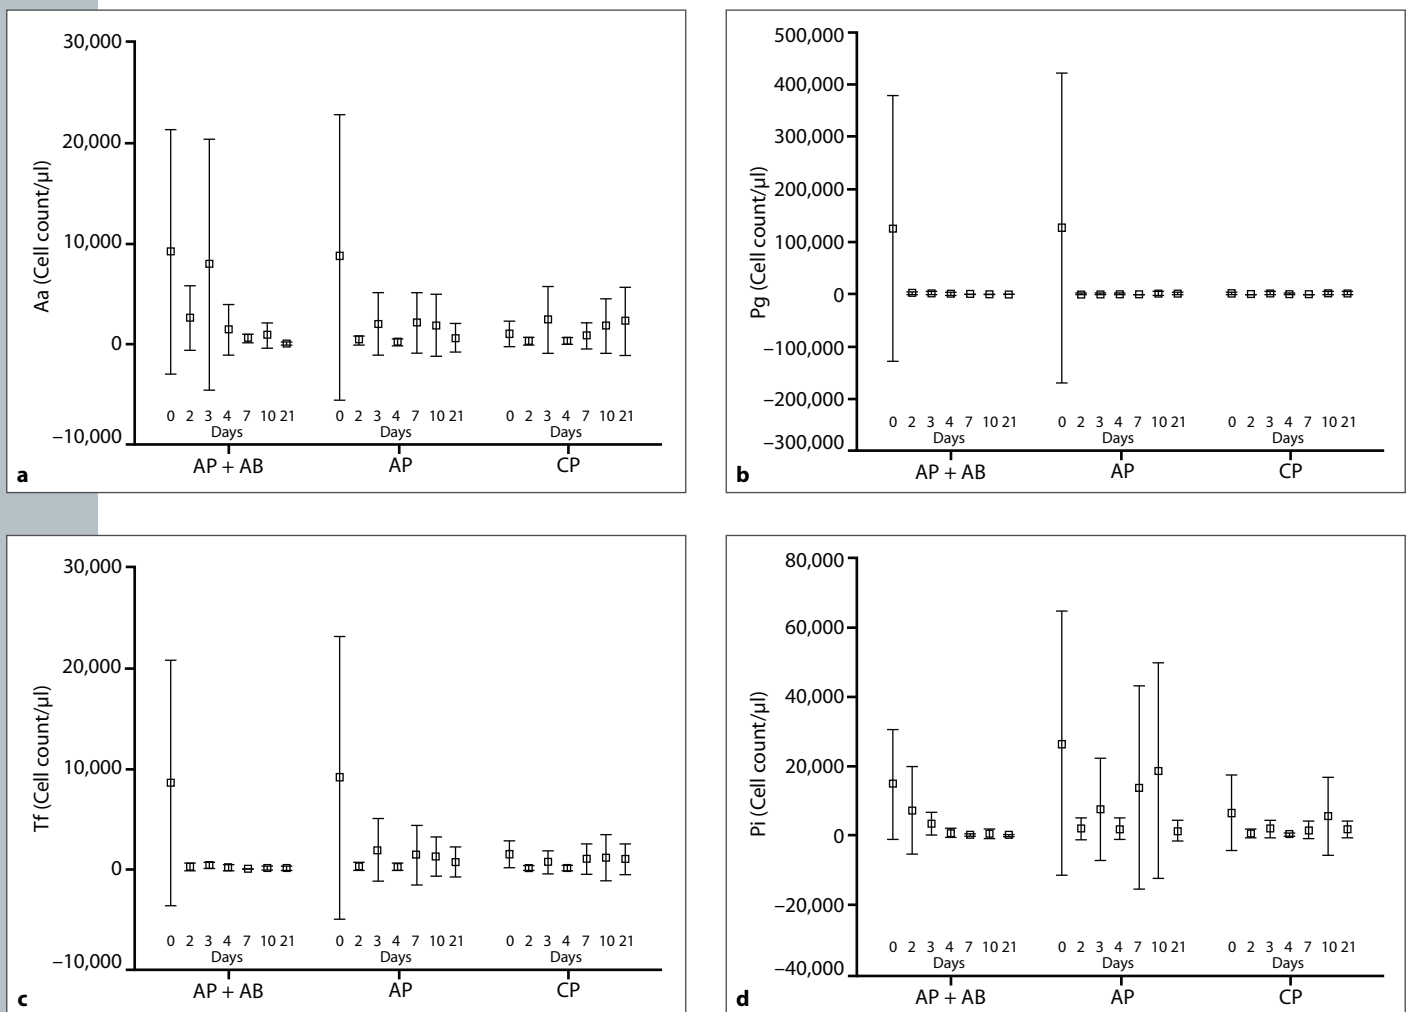 30,000
20,000
10,000
0
–10,000
Aa (Cell count/µl)
0 2 3 4 7 10 21
Days
0 2 3 4 7 10 21
Days
0 2 3 4 7 10 21
Days
AP + AB
AP
CP
a
500,000
400,000
300,000
200,000
100,000
0
–100,000
–200,000
–300,000
Pg (Cell count/µl)
0 2 3 4 7 10 21
Days
0 2 3 4 7 10 21
Days
0 2 3 4 7 10 21
Days
AP + AB
AP
CP
b
30,000
20,000
10,000
0
–10,000
Tf (Cell count/µl)
0 2 3 4 7 10 21
Days
0 2 3 4 7 10 21
Days
0 2 3 4 7 10 21
Days
AP + AB
AP
CP
c
80,000
60,000
40,000
20,000
0
–20,000
–40,000
Pi (Cell count/µl)
0 2 3 4 7 10 21
Days
0 2 3 4 7 10 21
Days
0 2 3 4 7 10 21
Days
AP + AB
AP
CP
d